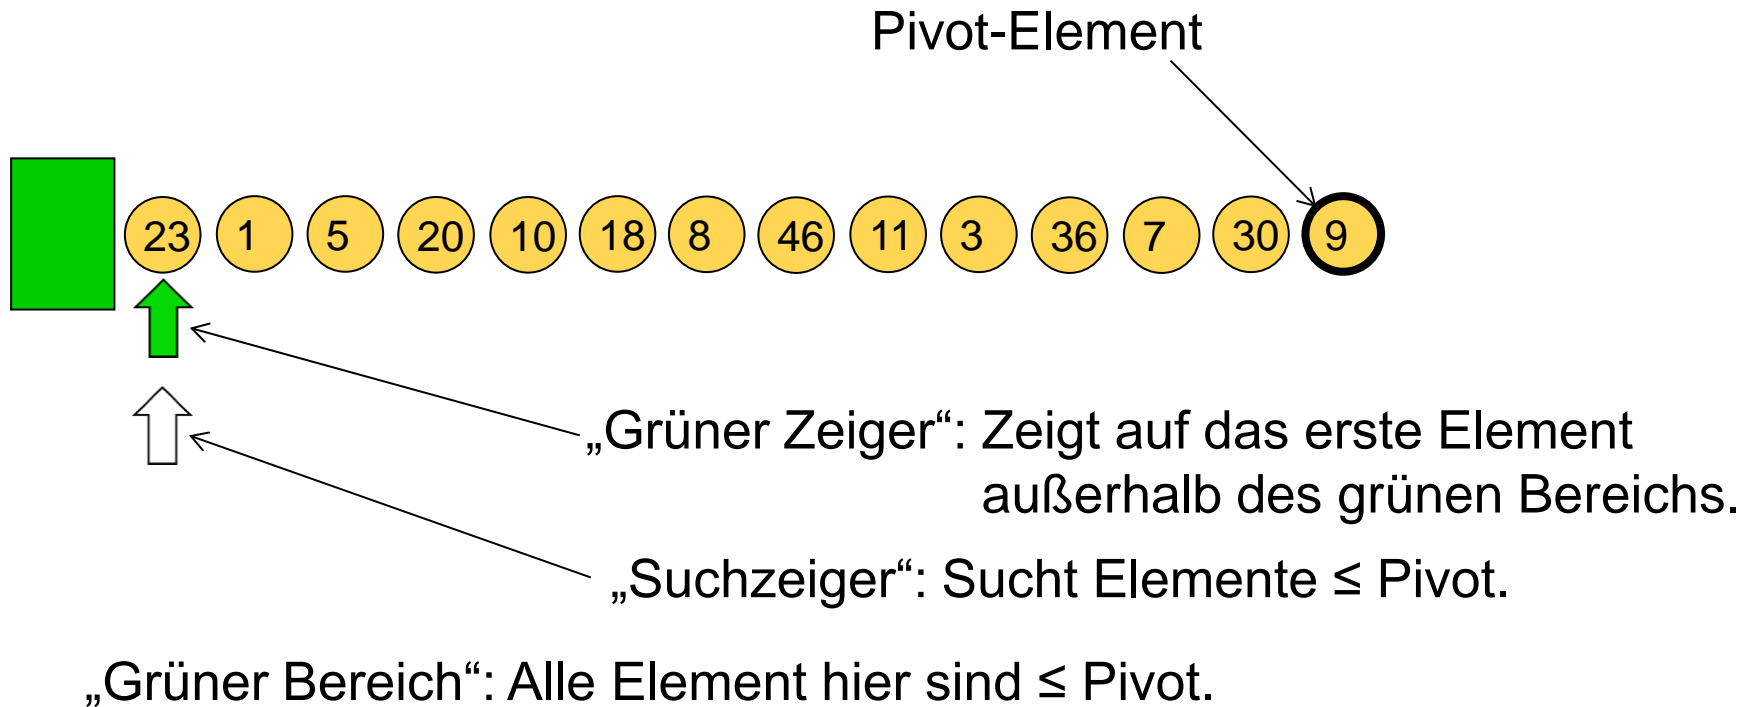 Pivot-Element
23 1 5 20 10 18 8 46 11 3 36 7 30 9
„Grüner Zeiger“: Zeigt auf das erste Element
außerhalb des grünen Bereichs.
„Suchzeiger“: Sucht Elemente ≤ Pivot.
„Grüner Bereich“: Alle Element hier sind ≤ Pivot.